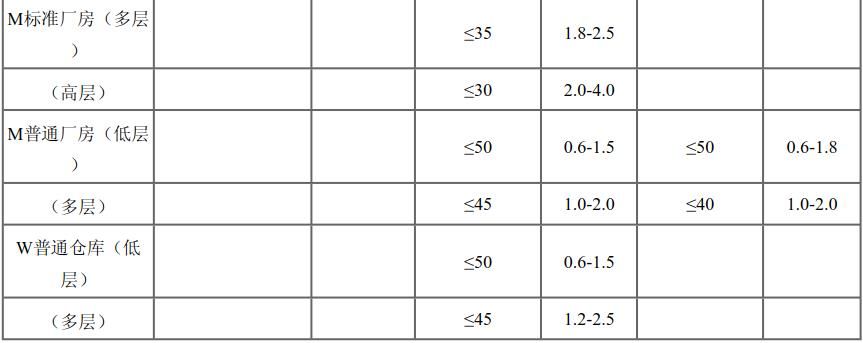 M标准厂房（多层
）
≤35
1.8-2.5
（高层）
≤30
2.0-4.0
M普通厂房（低层
）
≤50
0.6-1.5
≤50
0.6-1.8
（多层）
≤45
1.0-2.0
≤40
1.0-2.0
W普通仓库（低
层）
≤50
0.6-1.5
（多层）
≤45
1.2-2.5